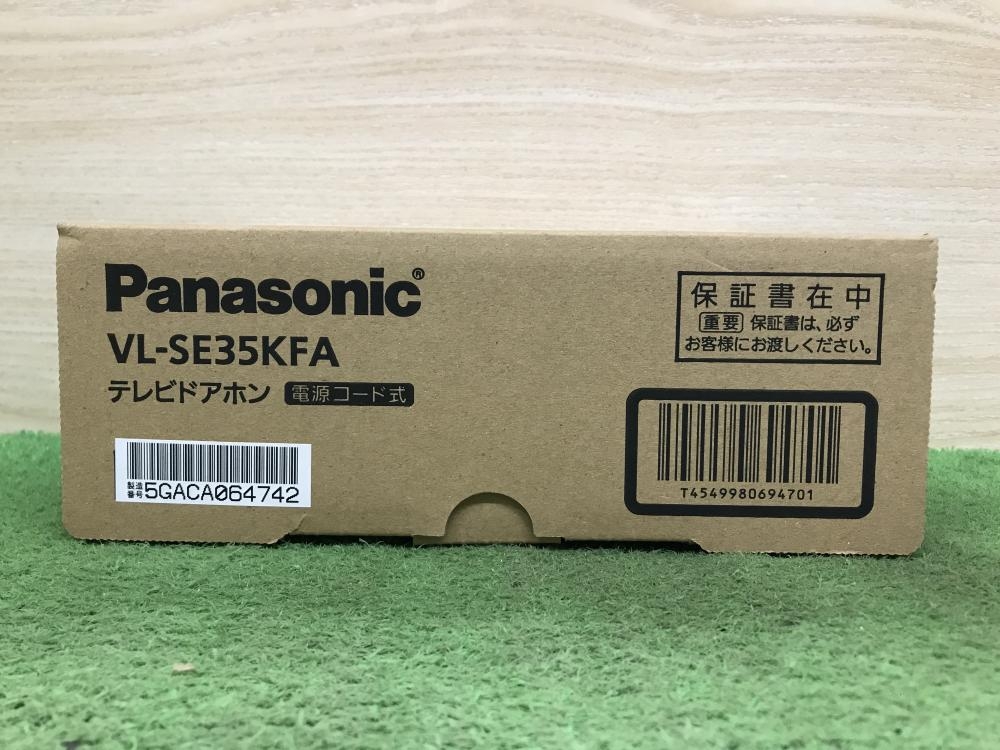 Panasonic®
VL-SE35KFA
テレビドアホン 電源コード式
製造番号 5GACA064742
保証書在中
重要 保証書は、必ず
お客様にお渡しください。
T4549980694701